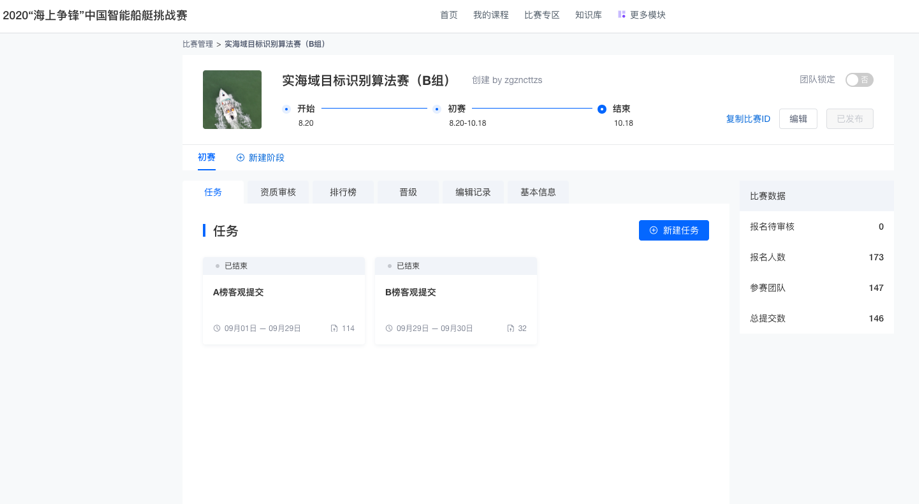 2020“海上争锋”中国智能船艇挑战赛
首页 我的课程 比赛专区 知识库 更多模块
比赛管理 > 实海域目标识别算法赛（B组）
实海域目标识别算法赛（B组） 创建 by zgzncttzs
团队锁定 否
开始 初赛 结束
8.20 8.20-10.18 10.18
复制比赛ID 编辑 已发布
初赛 新建阶段
任务 资质审核 排行榜 晋级 编辑记录 基本信息
任务
新建任务
已结束
A榜客观提交
09月01日 — 09月29日 114
已结束
B榜客观提交
09月29日 — 09月30日 32
比赛数据
报名待审核 0
报名人数 173
参赛团队 147
总提交数 146